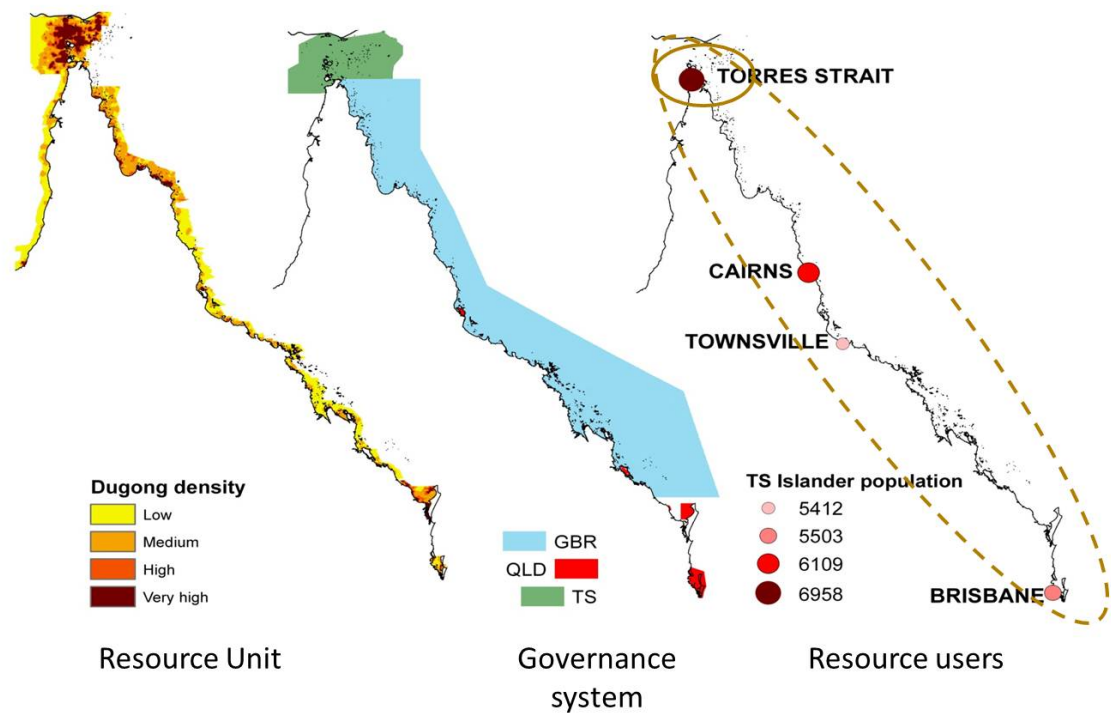 TORRES STRAIT
CAIRNS
TOWNSVILLE
BRISBANE
Dugong density
Low
Medium
High
Very high
GBR
QLD
TS
TS Islander population
5412
5503
6109
6958
Resource Unit
Governance
system
Resource users